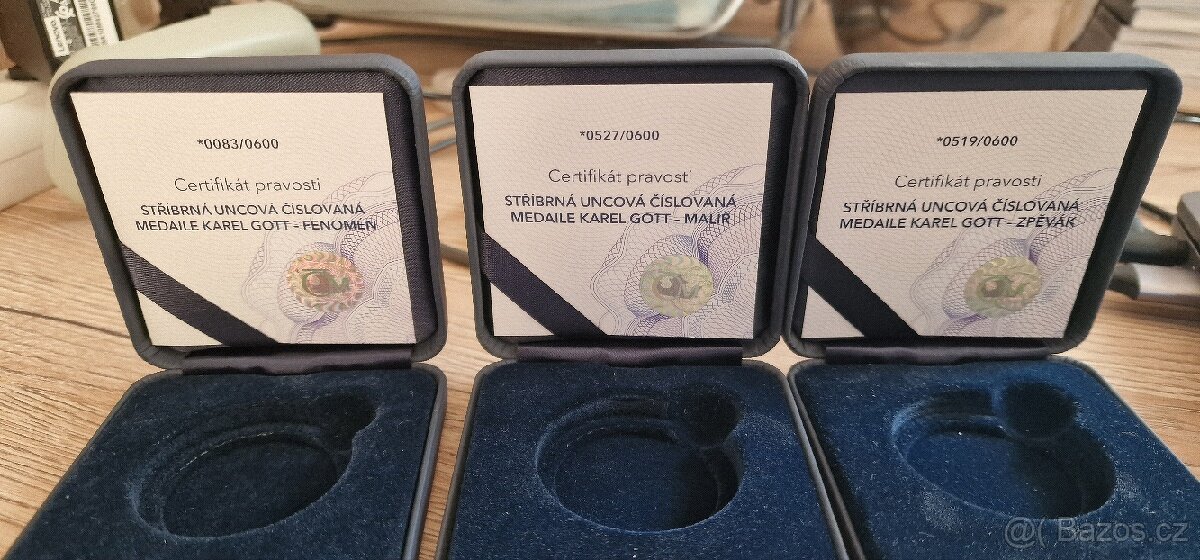 *0083/0600
Certifikát pravosti
STŘÍBRNÁ UNCOVÁ ČÍSLOVANÁ
MEDAILE KAREL GOTT - FENOMÉN
*0527/0600
Certifikát pravosti
STŘÍBRNÁ UNCOVÁ ČÍSLOVANÁ
MEDAILE KAREL GOTT - MALÍŘ
*0519/0600
Certifikát pravosti
STŘÍBRNÁ UNCOVÁ ČÍSLOVANÁ
MEDAILE KAREL GOTT - ZPĚVÁK
Lenovo
@( Bazos.cz